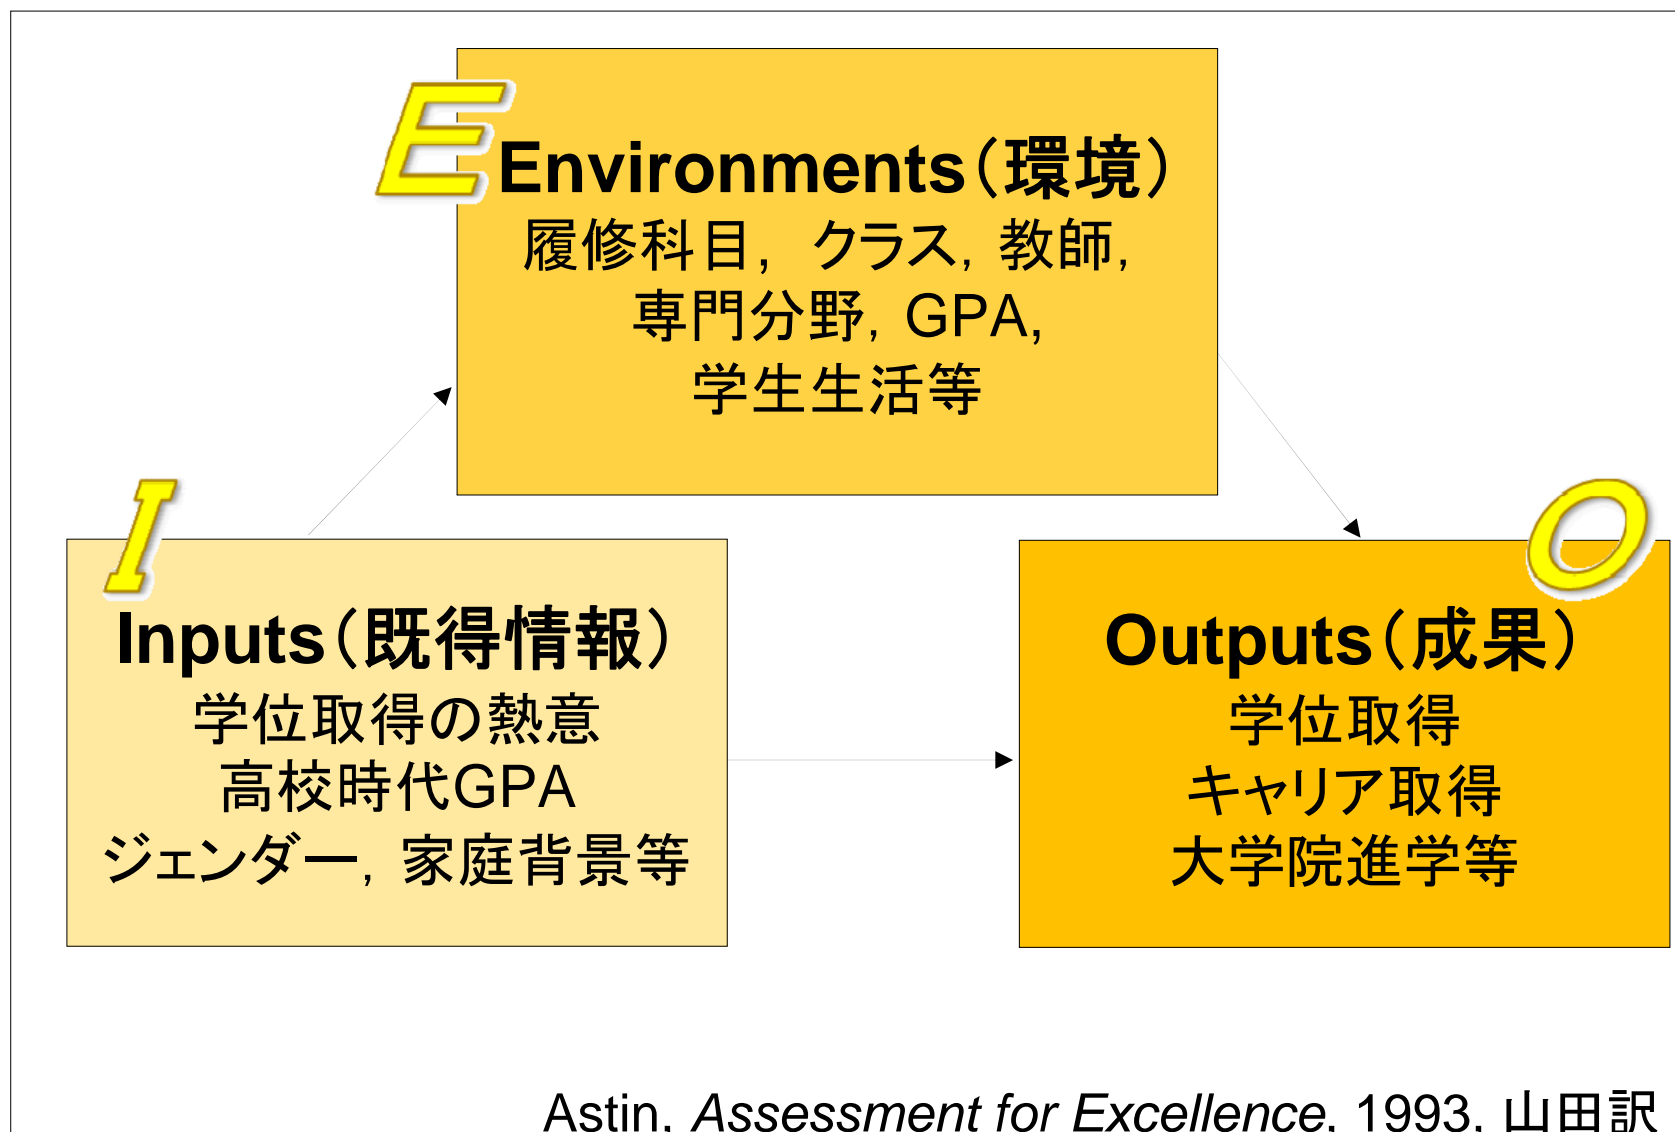 E
Environments（環境）
履修科目， クラス，教師，
専門分野，GPA，
学生生活等
I
Inputs（既得情報）
学位取得の熱意
高校時代GPA
ジェンダー，家庭背景等
O
Outputs（成果）
学位取得
キャリア取得
大学院進学等
Astin, Assessment for Excellence, 1993, 山田訳